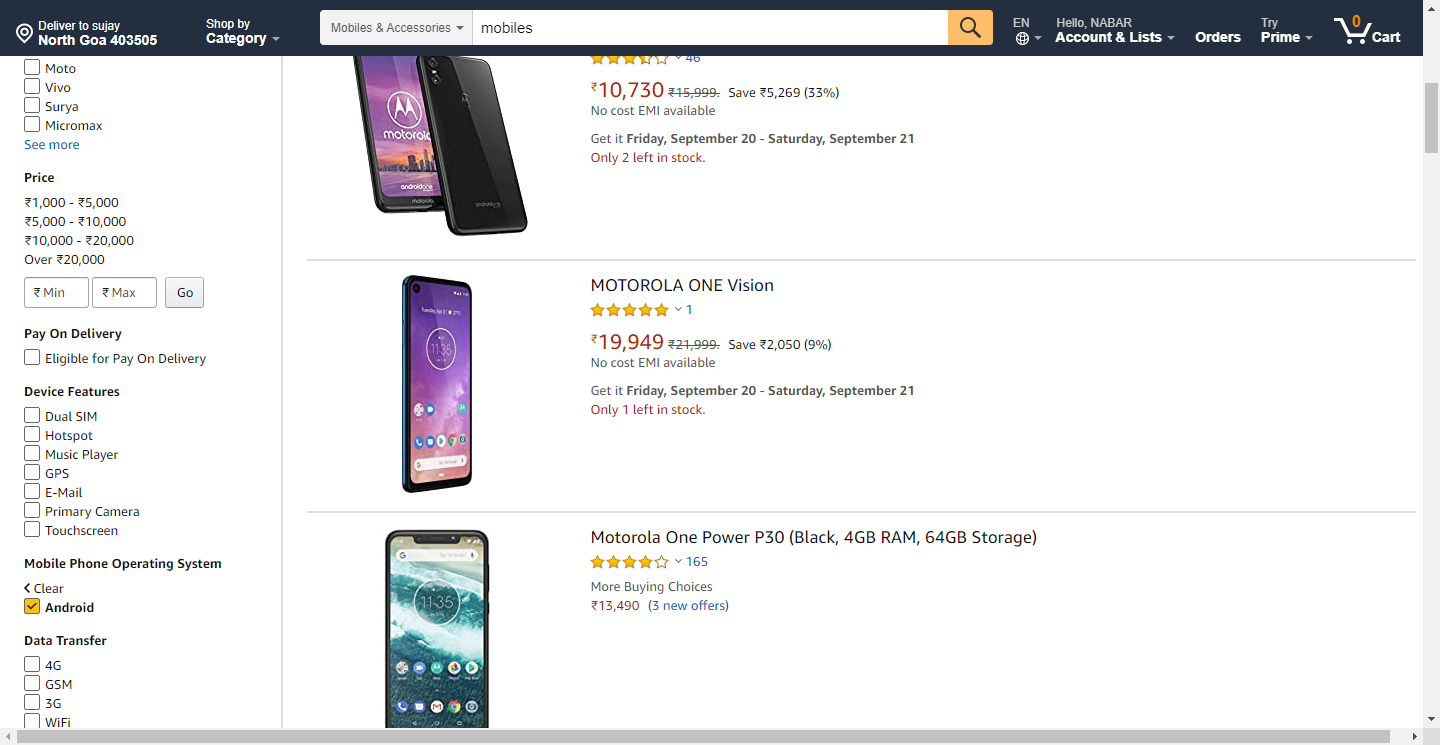 Deliver to sujay
North Goa 403505
Shop by
Category
Mobiles & Accessories
mobiles
EN
Hello, NABAR
Account & Lists
Orders
Try
Prime
0
Cart
Moto
Vivo
Surya
Micromax
See more
Price
₹1,000 - ₹5,000
₹5,000 - ₹10,000
₹10,000 - ₹20,000
Over ₹20,000
₹ Min ₹ Max Go
Pay On Delivery
Eligible for Pay On Delivery
Device Features
Dual SIM
Hotspot
Music Player
GPS
E-Mail
Primary Camera
Touchscreen
Mobile Phone Operating System
Clear
Android
Data Transfer
4G
GSM
3G
WiFi
motorola
androidone
motorola
androidone
46
₹10,730 ₹15,999. Save ₹5,269 (33%)
No cost EMI available
Get it Friday, September 20 - Saturday, September 21
Only 2 left in stock.
11:35
MOTOROLA ONE Vision
1
₹19,949 ₹21,999. Save ₹2,050 (9%)
No cost EMI available
Get it Friday, September 20 - Saturday, September 21
Only 1 left in stock.
11:35
Motorola One Power P30 (Black, 4GB RAM, 64GB Storage)
165
More Buying Choices
₹13,490 (3 new offers)